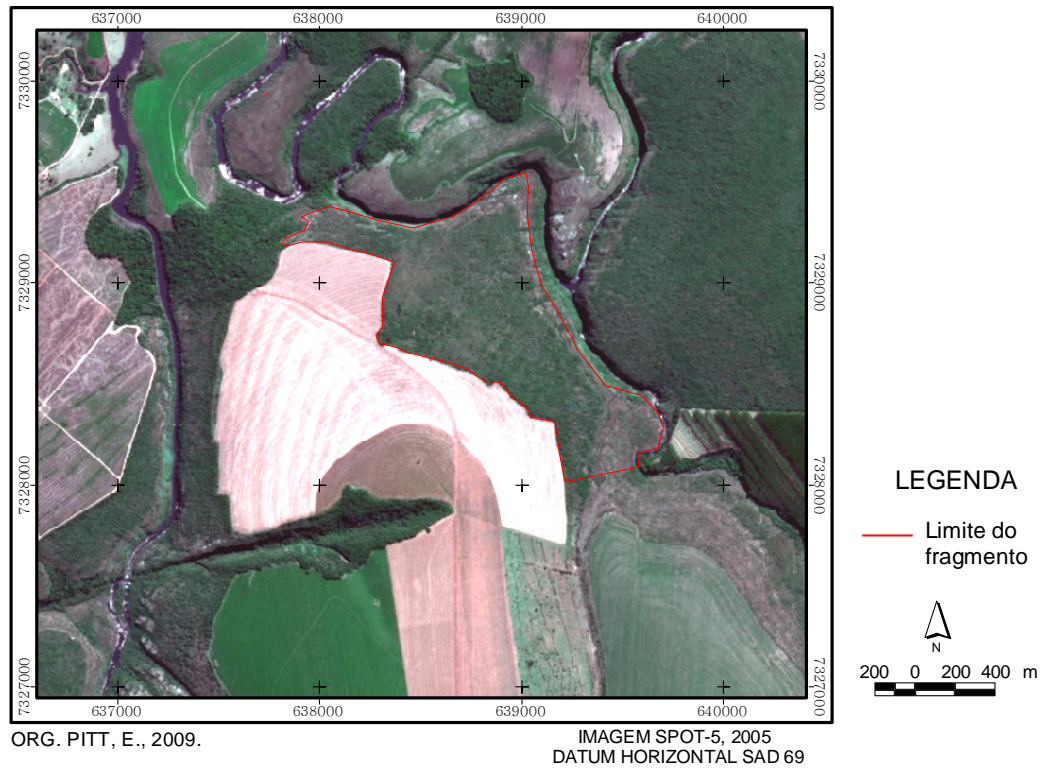 637000 638000 639000 640000
7330000 7330000
7329000 7329000
7328000 7328000
7327000 7327000
637000 638000 639000 640000
ORG. PITT, E., 2009.
IMAGEM SPOT-5, 2005
DATUM HORIZONTAL SAD 69
LEGENDA
Limite do
fragmento
N
200 0 200 400 m